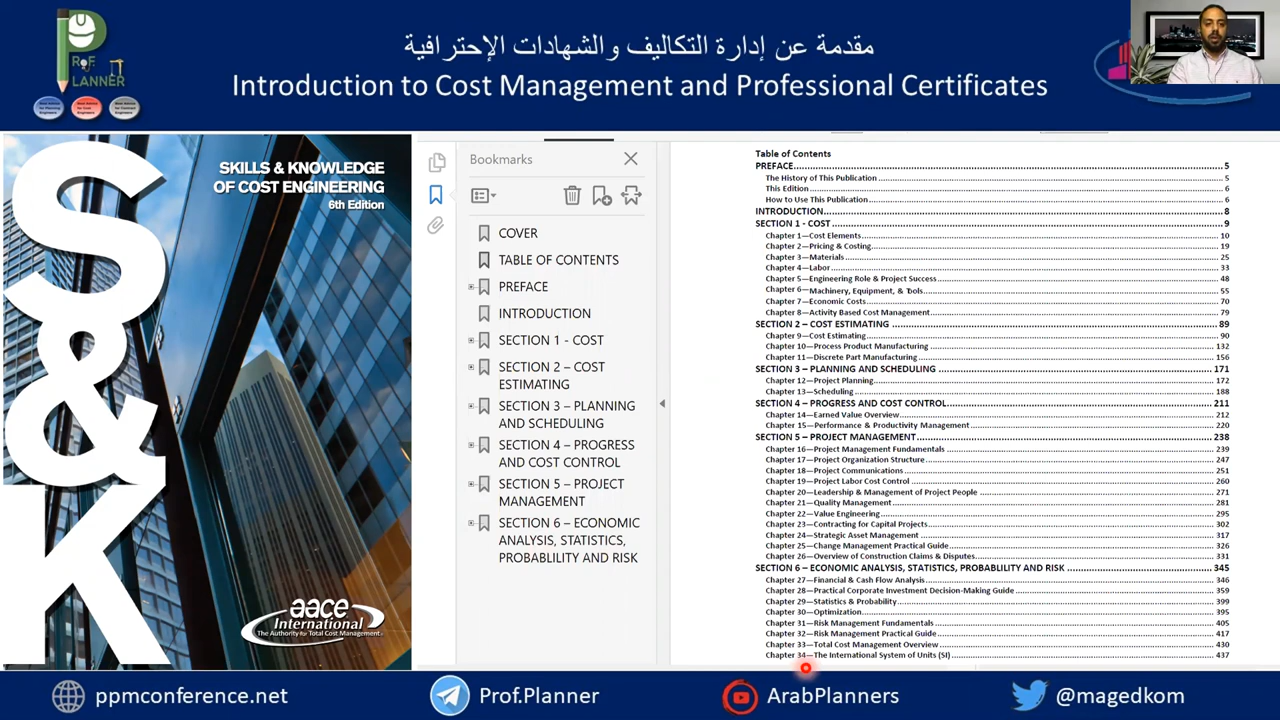 مقدمة عن إدارة التكاليف والشهادات الإحترافية
Introduction to Cost Management and Professional Certificates
PLANNER
S&K
SKILLS & KNOWLEDGE
OF COST ENGINEERING
6th Edition
aace
International
The Authority for Total Cost Management
Bookmarks
COVER
TABLE OF CONTENTS
PREFACE
INTRODUCTION
SECTION 1 - COST
SECTION 2 – COST
ESTIMATING
SECTION 3 – PLANNING
AND SCHEDULING
SECTION 4 – PROGRESS
AND COST CONTROL
SECTION 5 – PROJECT
MANAGEMENT
SECTION 6 – ECONOMIC
ANALYSIS, STATISTICS,
PROBABLILITY AND RISK
Table of Contents
PREFACE 5
The History of This Publication 5
This Edition 6
How to Use This Publication 6
INTRODUCTION 8
SECTION 1 - COST 9
Chapter 1—Cost Elements 10
Chapter 2—Pricing & Costing 19
Chapter 3—Materials 25
Chapter 4—Labor 33
Chapter 5—Engineering Role & Project Success 48
Chapter 6—Machinery, Equipment, & Tools 55
Chapter 7—Economic Costs 70
Chapter 8—Activity Based Cost Management 79
SECTION 2 – COST ESTIMATING 89
Chapter 9—Cost Estimating 90
Chapter 10—Process Product Manufacturing 132
Chapter 11—Discrete Part Manufacturing 156
SECTION 3 – PLANNING AND SCHEDULING 171
Chapter 12—Project Planning 172
Chapter 13—Scheduling 188
SECTION 4 – PROGRESS AND COST CONTROL 211
Chapter 14—Earned Value Overview 212
Chapter 15—Performance & Productivity Management 220
SECTION 5 – PROJECT MANAGEMENT 238
Chapter 16—Project Management Fundamentals 239
Chapter 17—Project Organization Structure 247
Chapter 18—Project Communications 251
Chapter 19—Project Labor Cost Control 260
Chapter 20—Leadership & Management of Project People 271
Chapter 21—Quality Management 281
Chapter 22—Value Engineering 295
Chapter 23—Contracting for Capital Projects 302
Chapter 24—Strategic Asset Management 317
Chapter 25—Change Management Practical Guide 326
Chapter 26—Overview of Construction Claims & Disputes 331
SECTION 6 – ECONOMIC ANALYSIS, STATISTICS, PROBABILITY AND RISK 345
Chapter 27—Financial & Cash Flow Analysis 346
Chapter 28—Practical Corporate Investment Decision-Making Guide 359
Chapter 29—Statistics & Probability 399
Chapter 30—Optimization 395
Chapter 31—Risk Management Fundamentals 405
Chapter 32—Risk Management Practical Guide 417
Chapter 33—Total Cost Management Overview 430
Chapter 34—The International System of Units (SI) 437
ppmconference.net
Prof.Planner
ArabPlanners
@magedkom